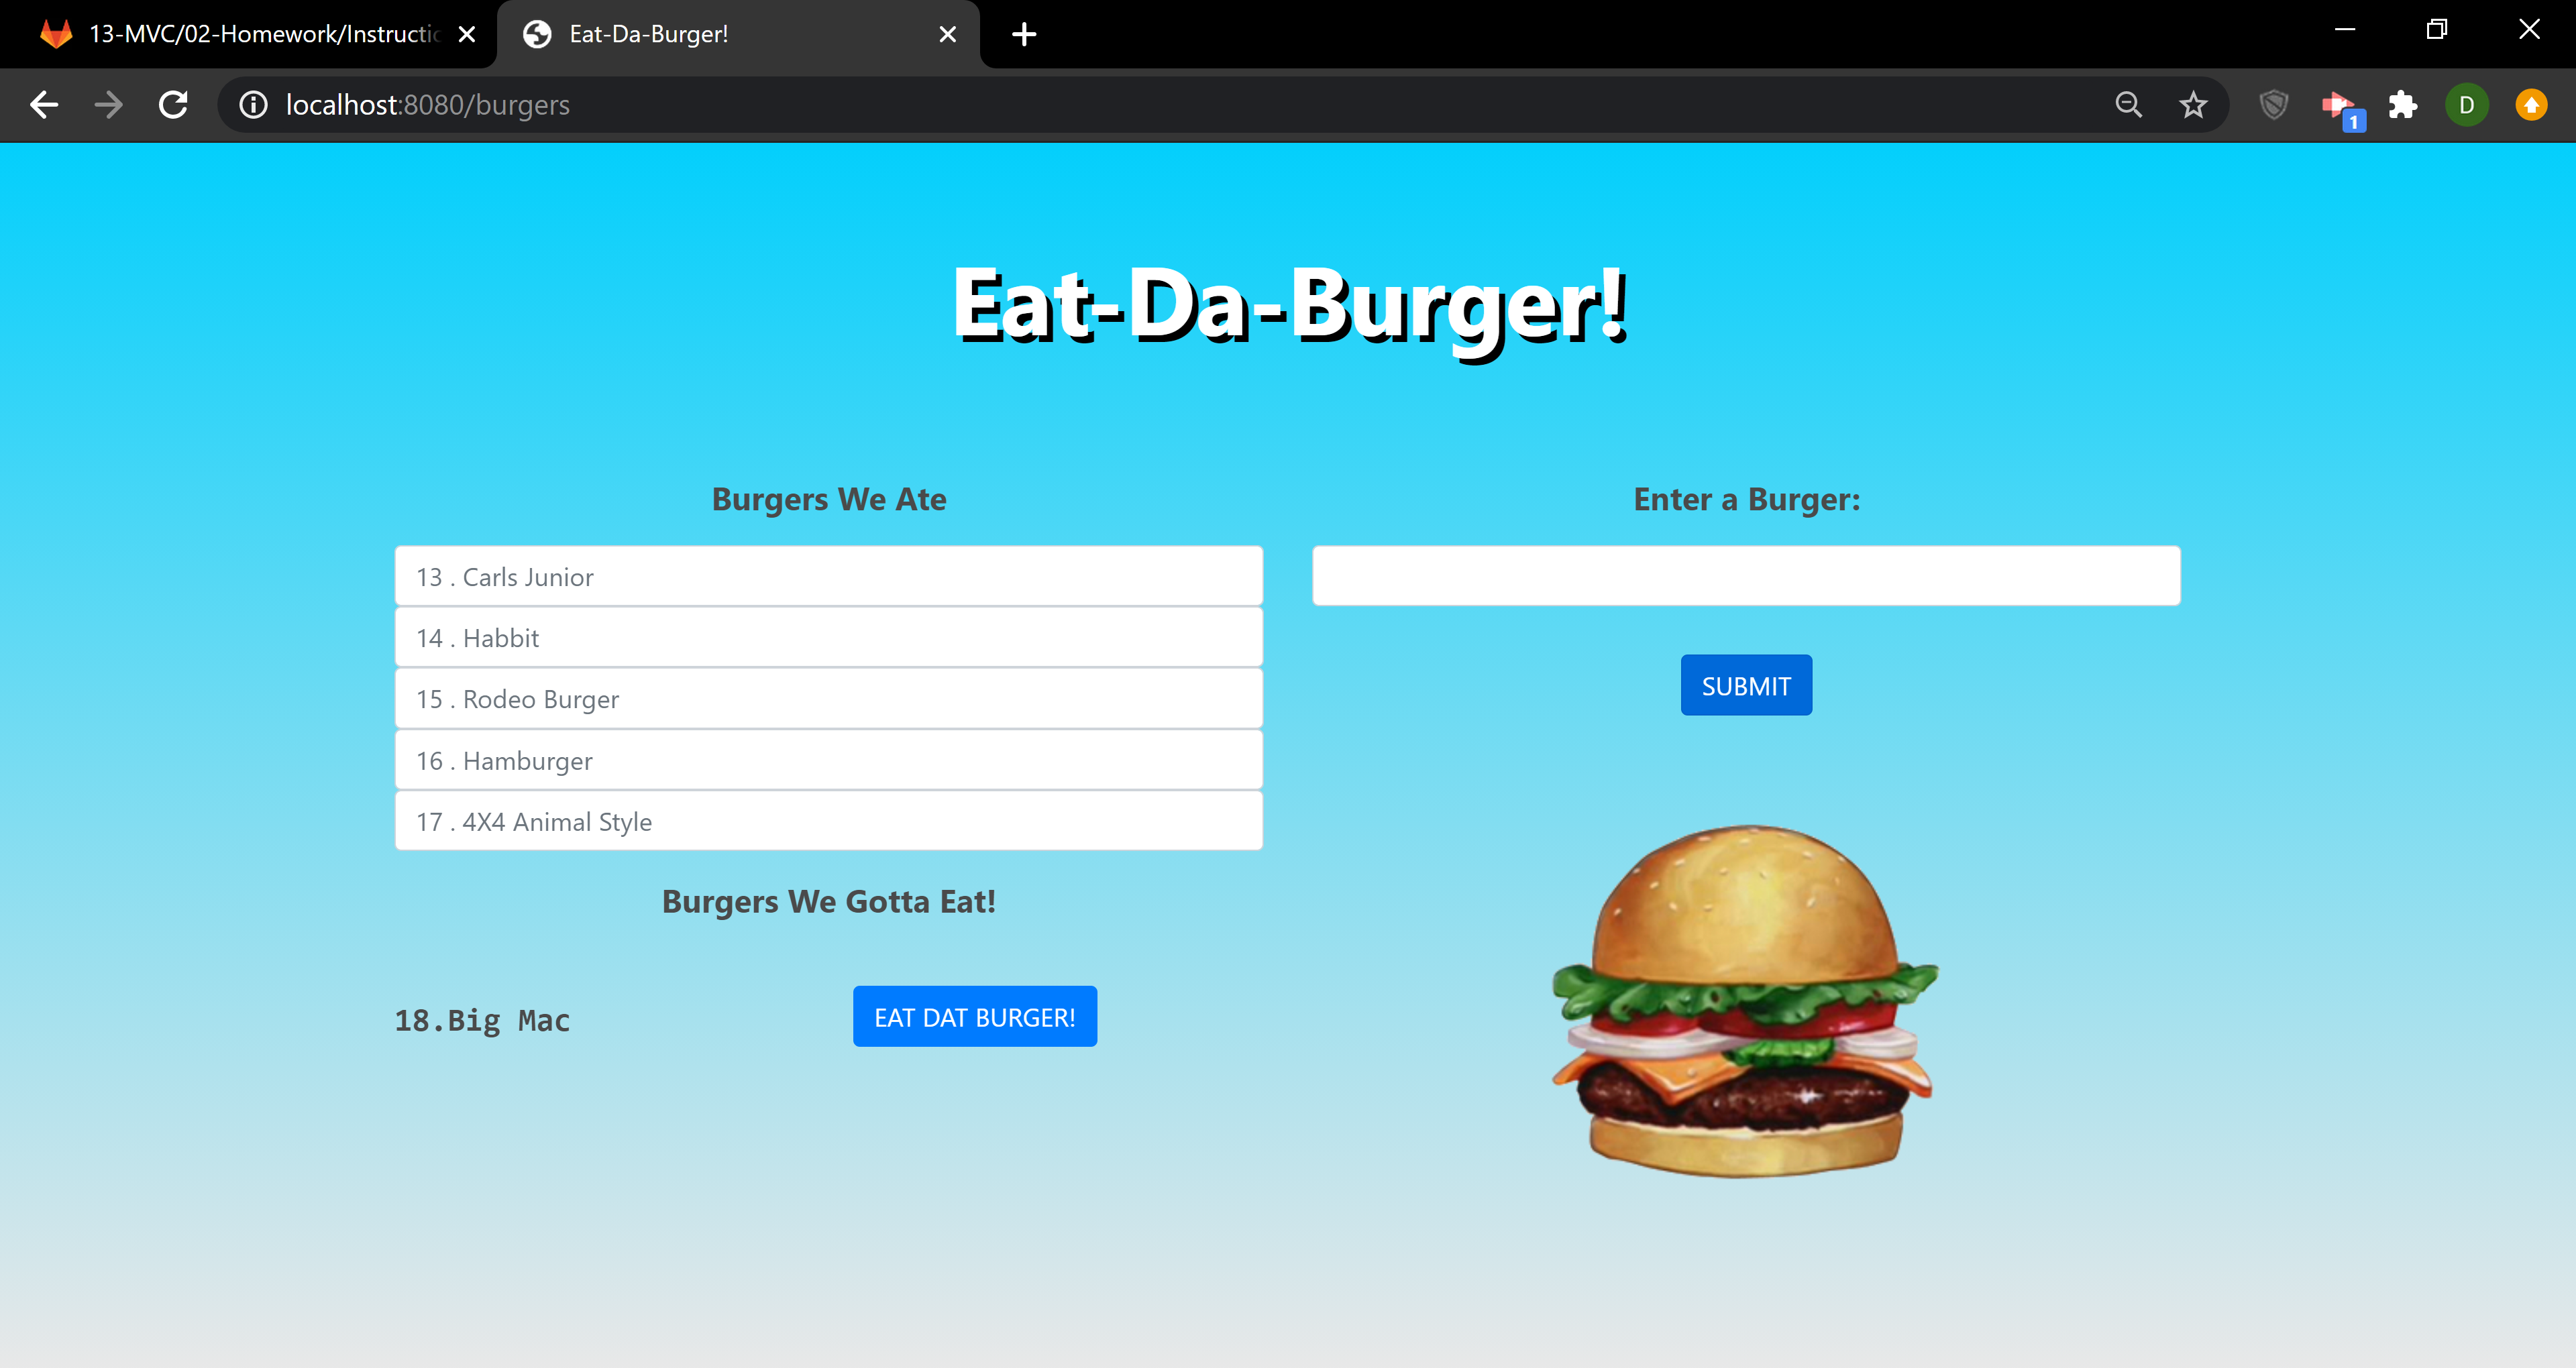 13-MVC/02-Homework/Instructic
Eat-Da-Burger!
localhost:8080/burgers
1
D
Eat-Da-Burger!
Burgers We Ate
13 . Carls Junior
14 . Habbit
15 . Rodeo Burger
16 . Hamburger
17 . 4X4 Animal Style
Burgers We Gotta Eat!
18.Big Mac
EAT DAT BURGER!
Enter a Burger:
SUBMIT